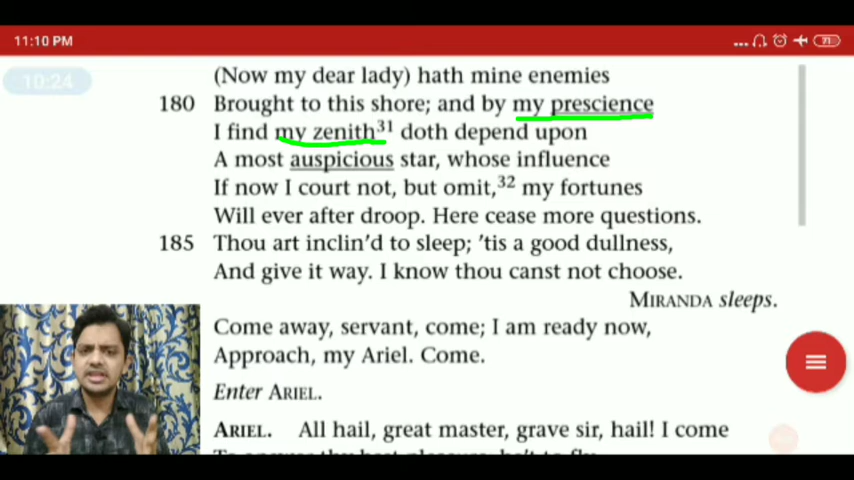 11:10 PM
71
10:24
(Now my dear lady) hath mine enemies
180 Brought to this shore; and by my prescience
I find my zenith³¹ doth depend upon
A most auspicious star, whose influence
If now I court not, but omit,³² my fortunes
Will ever after droop. Here cease more questions.
185 Thou art inclin'd to sleep; 'tis a good dullness,
And give it way. I know thou canst not choose.
MIRANDA sleeps.
Come away, servant, come; I am ready now,
Approach, my Ariel. Come.
Enter ARIEL.
ARIEL. All hail, great master, grave sir, hail! I come